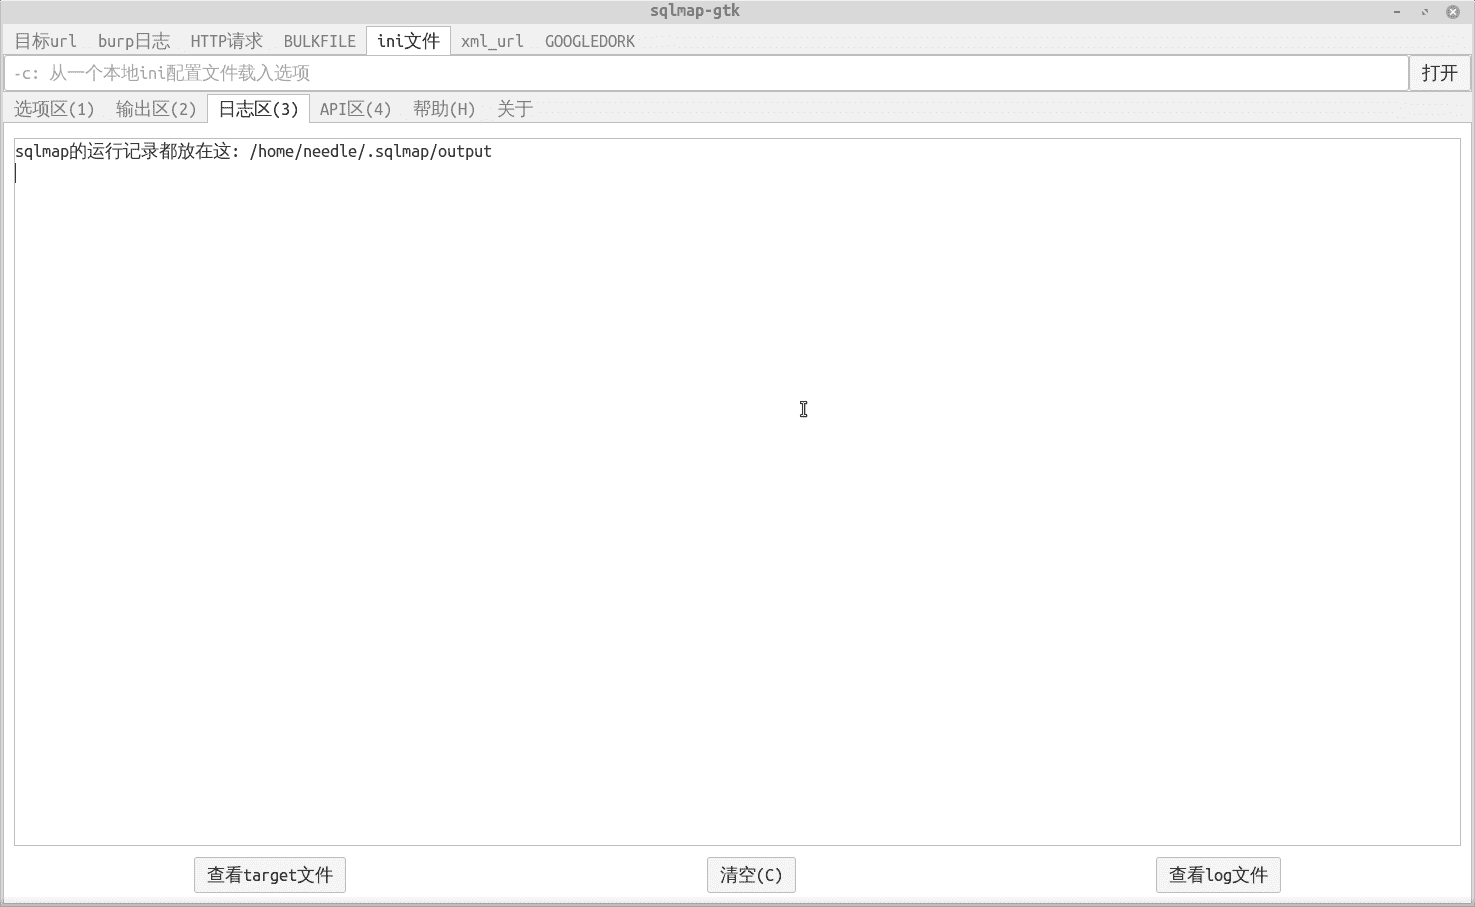 sqlmap-gtk
目标url burp日志 HTTP请求 BULKFILE ini文件 xml_url GOOGLEDORK
-c: 从一个本地ini配置文件载入选项 打开
选项区(1) 输出区(2) 日志区(3) API区(4) 帮助(H) 关于
sqlmap的运行记录都放在这: /home/needle/.sqlmap/output
查看target文件 清空(C) 查看log文件